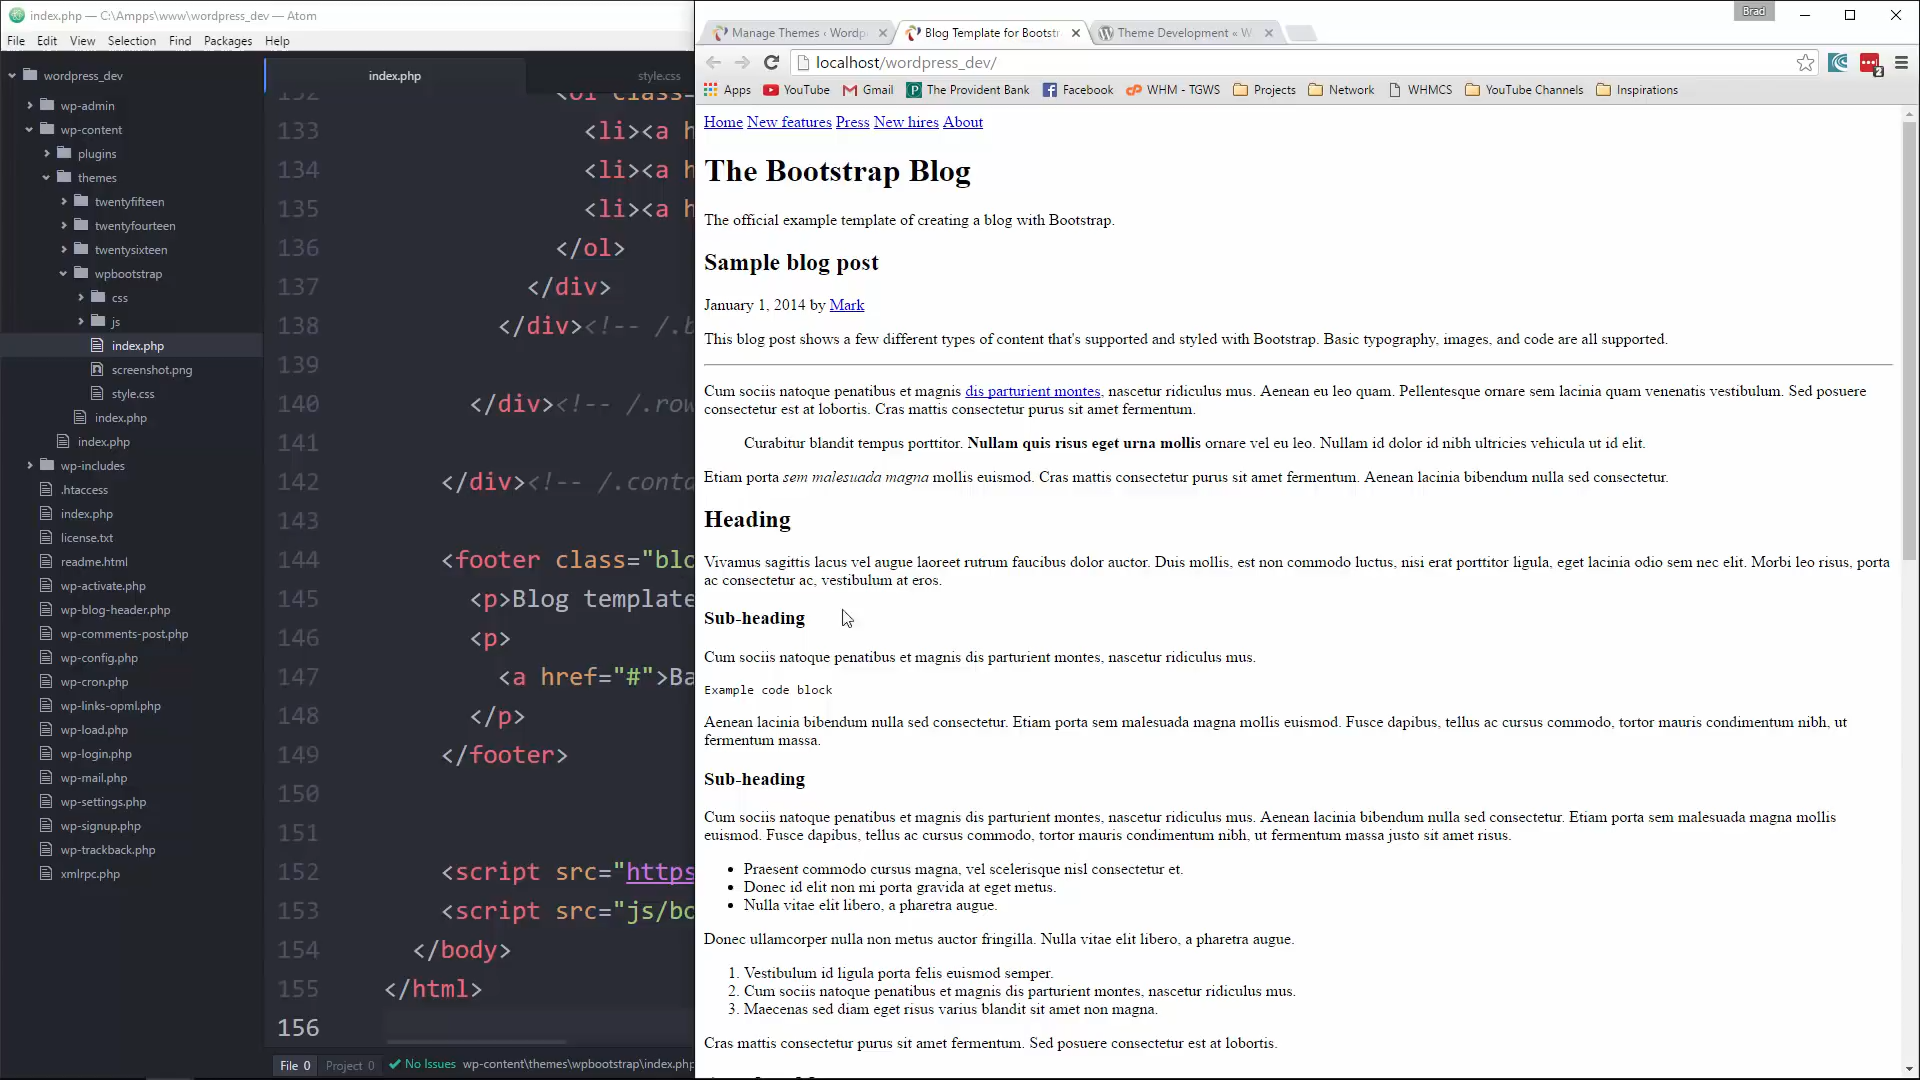 index.php — C:\Ampps\www\wordpress_dev — Atom
File Edit View Selection Find Packages Help
wordpress_dev
wp-admin
wp-content
plugins
themes
twentyfifteen
twentyfourteen
twentysixteen
wpbootstrap
css
js
index.php
screenshot.png
style.css
index.php
index.php
wp-includes
.htaccess
index.php
license.txt
readme.html
wp-activate.php
wp-blog-header.php
wp-comments-post.php
wp-config.php
wp-cron.php
wp-links-opml.php
wp-load.php
wp-login.php
wp-mail.php
wp-settings.php
wp-signup.php
wp-trackback.php
xmlrpc.php
index.php style.css
132 <ol class=
133 <li><a h
134 <li><a h
135 <li><a h
136 </ol>
137 </div>
138 </div><!-- /.b
139
140 </div><!-- /.row
141
142 </div><!-- /.conta
143
144 <footer class="blo
145 <p>Blog template
146 <p>
147 <a href="#">Ba
148 </p>
149 </footer>
150
151
152 <script src="https
153 <script src="js/bo
154 </body>
155 </html>
156
File 0 Project 0 No Issues wp-content\themes\wpbootstrap\index.php
Brad
Manage Themes ‹ Wordp
Blog Template for Bootstr
Theme Development « W
localhost/wordpress_dev/
Apps YouTube Gmail The Provident Bank Facebook WHM - TGWS Projects Network WHMCS YouTube Channels Inspirations
2
Home New features Press New hires About
The Bootstrap Blog
The official example template of creating a blog with Bootstrap.
Sample blog post
January 1, 2014 by Mark
This blog post shows a few different types of content that's supported and styled with Bootstrap. Basic typography, images, and code are all supported.
Cum sociis natoque penatibus et magnis dis parturient montes, nascetur ridiculus mus. Aenean eu leo quam. Pellentesque ornare sem lacinia quam venenatis vestibulum. Sed posuere
consectetur est at lobortis. Cras mattis consectetur purus sit amet fermentum.
Curabitur blandit tempus porttitor. Nullam quis risus eget urna mollis ornare vel eu leo. Nullam id dolor id nibh ultricies vehicula ut id elit.
Etiam porta sem malesuada magna mollis euismod. Cras mattis consectetur purus sit amet fermentum. Aenean lacinia bibendum nulla sed consectetur.
Heading
Vivamus sagittis lacus vel augue laoreet rutrum faucibus dolor auctor. Duis mollis, est non commodo luctus, nisi erat porttitor ligula, eget lacinia odio sem nec elit. Morbi leo risus, porta
ac consectetur ac, vestibulum at eros.
Sub-heading
Cum sociis natoque penatibus et magnis dis parturient montes, nascetur ridiculus mus.
Example code block
Aenean lacinia bibendum nulla sed consectetur. Etiam porta sem malesuada magna mollis euismod. Fusce dapibus, tellus ac cursus commodo, tortor mauris condimentum nibh, ut
fermentum massa.
Sub-heading
Cum sociis natoque penatibus et magnis dis parturient montes, nascetur ridiculus mus. Aenean lacinia bibendum nulla sed consectetur. Etiam porta sem malesuada magna mollis
euismod. Fusce dapibus, tellus ac cursus commodo, tortor mauris condimentum nibh, ut fermentum massa justo sit amet risus.
Praesent commodo cursus magna, vel scelerisque nisl consectetur et.
Donec id elit non mi porta gravida at eget metus.
Nulla vitae elit libero, a pharetra augue.
Donec ullamcorper nulla non metus auctor fringilla. Nulla vitae elit libero, a pharetra augue.
1. Vestibulum id ligula porta felis euismod semper.
2. Cum sociis natoque penatibus et magnis dis parturient montes, nascetur ridiculus mus.
3. Maecenas sed diam eget risus varius blandit sit amet non magna.
Cras mattis consectetur purus sit amet fermentum. Sed posuere consectetur est at lobortis.